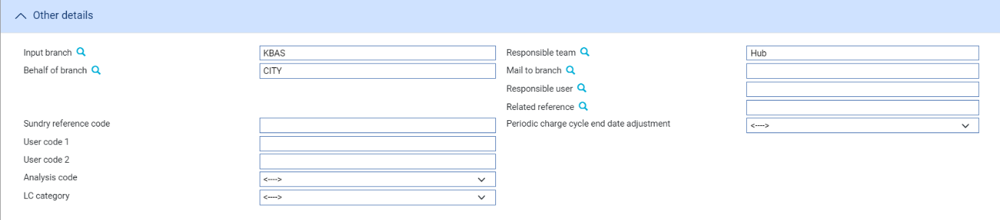 Other details
Input branch
KBAS
Responsible team
Hub
Behalf of branch
CITY
Mail to branch
Responsible user
Related reference
Sundry reference code
Periodic charge cycle end date adjustment
<---->
User code 1
User code 2
Analysis code
<---->
LC category
<---->